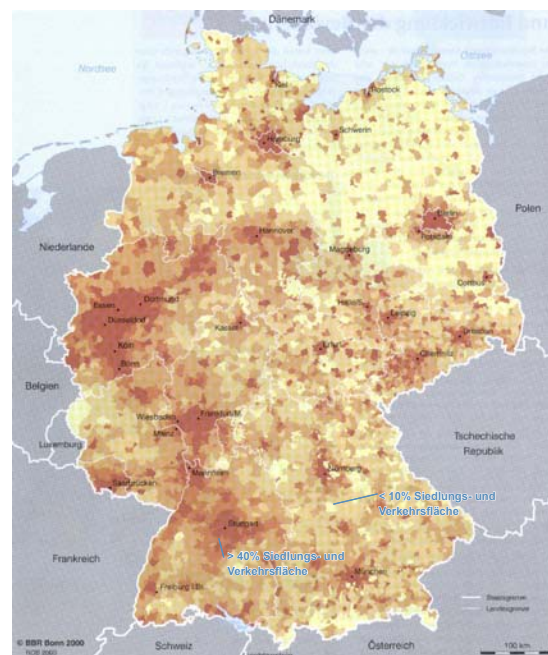 Dänemark
Nordsee
Ostsee
Kiel
Rostock
Hamburg
Schwerin
Bremen
Berlin
Polen
Potsdam
Niederlande
Hannover
Magdeburg
Cottbus
Essen
Dortmund
Halle/S.
Leipzig
Düsseldorf
Kassel
Dresden
Köln
Erfurt
Chemnitz
Bonn
Belgien
Wiesbaden
Frankfurt/M.
Mainz
Tschechische
Republik
Luxemburg
Mannheim
Nürnberg
Saarbrücken
< 10% Siedlungs- und
Verkehrsfläche
Stuttgart
> 40% Siedlungs- und
Verkehrsfläche
Frankreich
München
Freiburg i.Br.
Staatsgrenze
Landesgrenze
© BBR Bonn 2000
Schweiz
Österreich
100 km